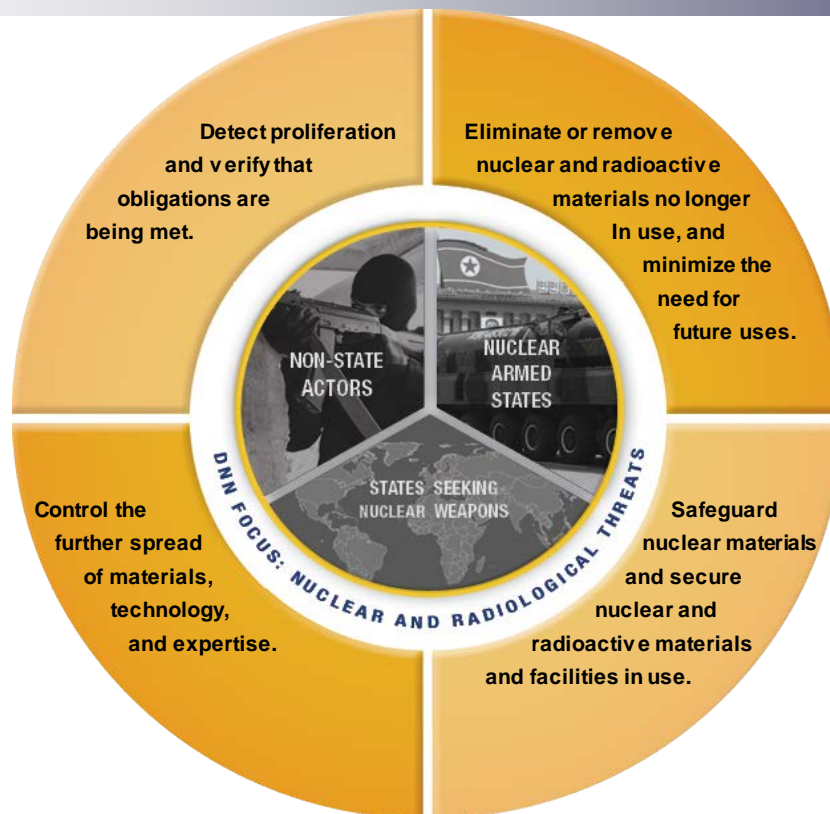 Detect proliferation
and verify that
obligations are
being met.
Eliminate or remove
nuclear and radioactive
materials no longer
In use, and
minimize the
need for
future uses.
NON-STATE
ACTORS
NUCLEAR
ARMED
STATES
STATES SEEKING
NUCLEAR WEAPONS
DNN FOCUS: NUCLEAR AND RADIOLOGICAL THREATS
Control the
further spread
of materials,
technology,
and expertise.
Safeguard
nuclear materials
and secure
nuclear and
radioactive materials
and facilities in use.